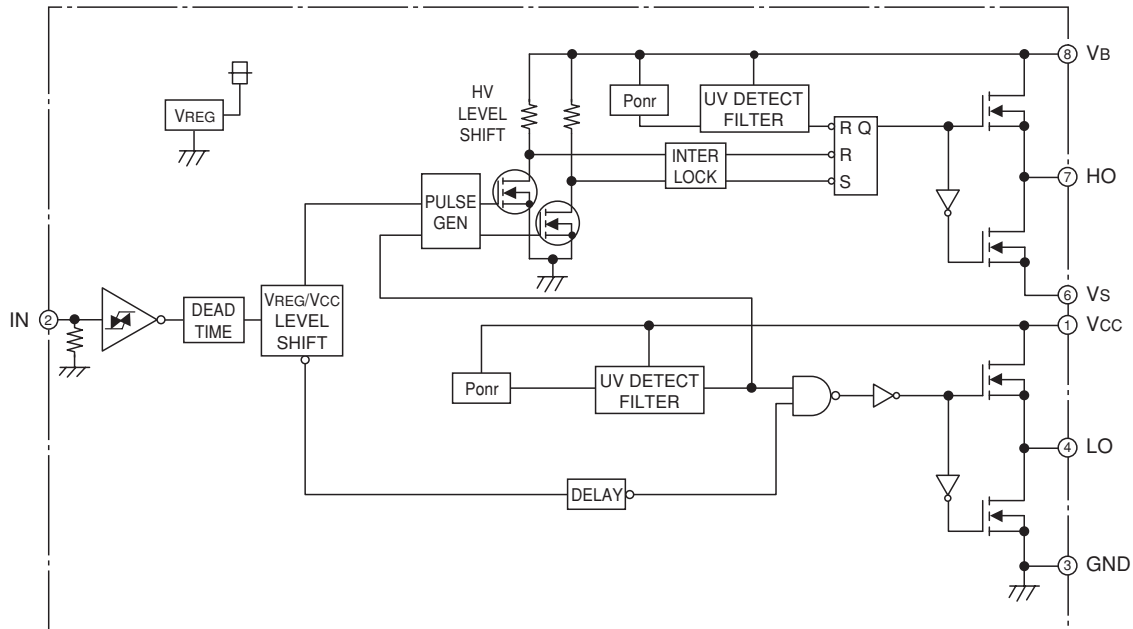 8 VB
HV
LEVEL
SHIFT
Ponr
UV DETECT
FILTER
VREG
R Q
R
S
INTER
LOCK
7 HO
PULSE
GEN
6 VS
IN 2
DEAD
TIME
VREG/VCC
LEVEL
SHIFT
1 VCC
Ponr
UV DETECT
FILTER
4 LO
DELAY
3 GND